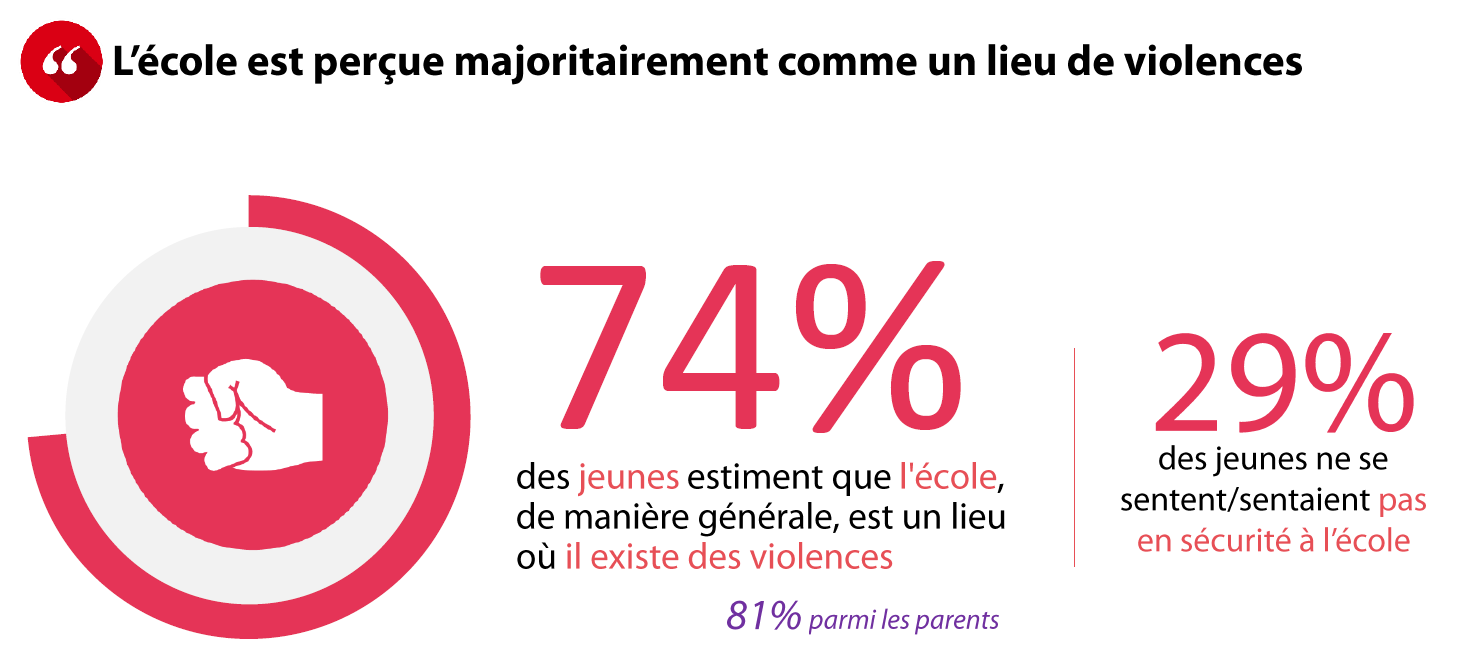 L’école est perçue majoritairement comme un lieu de violences
74%
des jeunes estiment que l'école,
de manière générale, est un lieu
où il existe des violences
81% parmi les parents
29%
des jeunes ne se
sentent/sentaient pas
en sécurité à l’école